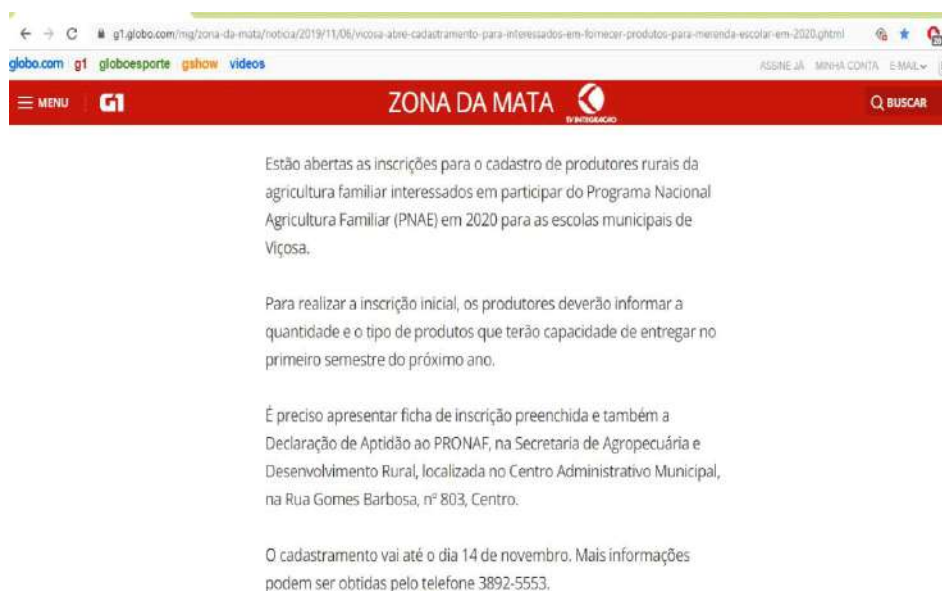 g1.globo.com/mg/zona-da-mata/noticia/2019/11/06/vicosa-abre-cadastramento-para-interessados-em-fornecer-produtos-para-merenda-escolar-em-2020.ghtml
globo.com g1 globoesporte gshow videos ASSINE JÁ MINHA CONTA E-MAIL
MENU G1 ZONA DA MATA BUSCAR
TV INTEGRAÇÃO
Estão abertas as inscrições para o cadastro de produtores rurais da
agricultura familiar interessados em participar do Programa Nacional
Agricultura Familiar (PNAE) em 2020 para as escolas municipais de
Viçosa.
Para realizar a inscrição inicial, os produtores deverão informar a
quantidade e o tipo de produtos que terão capacidade de entregar no
primeiro semestre do próximo ano.
É preciso apresentar ficha de inscrição preenchida e também a
Declaração de Aptidão ao PRONAF, na Secretaria de Agropecuária e
Desenvolvimento Rural, localizada no Centro Administrativo Municipal,
na Rua Gomes Barbosa, nº 803, Centro.
O cadastramento vai até o dia 14 de novembro. Mais informações
podem ser obtidas pelo telefone 3892-5553.